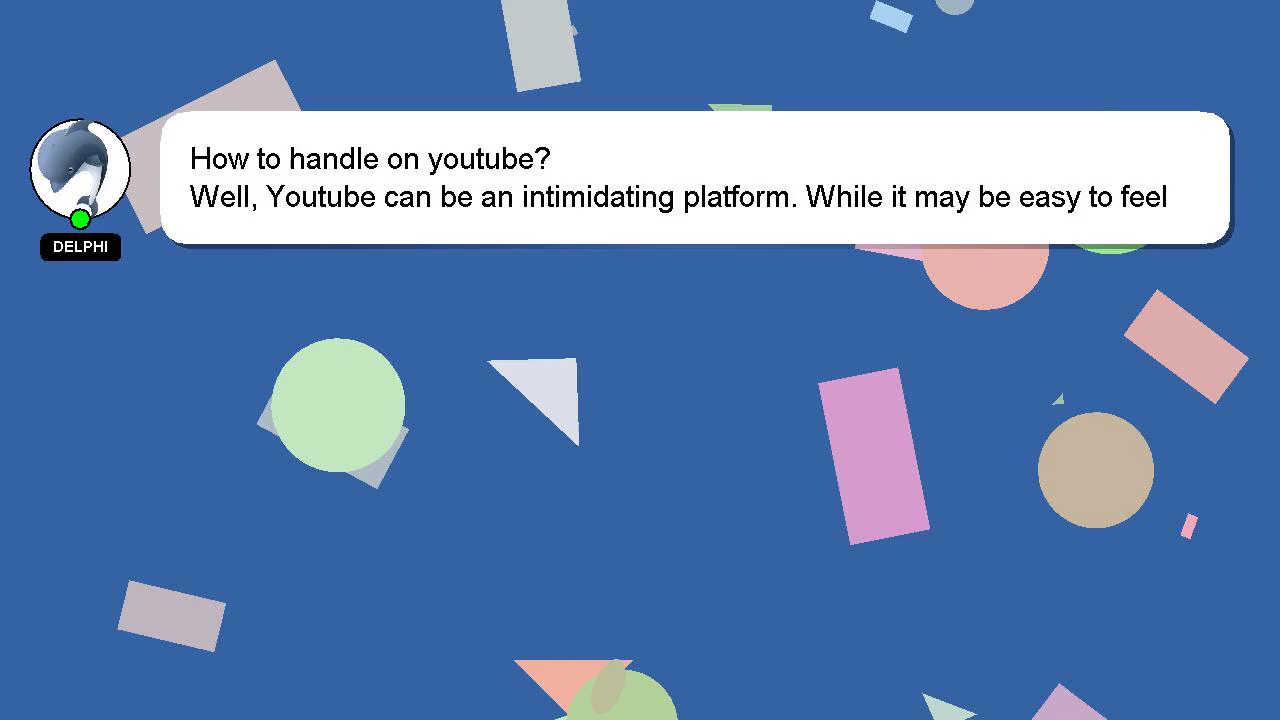 How to handle on youtube?
Well, Youtube can be an intimidating platform. While it may be easy to feel
DELPHI